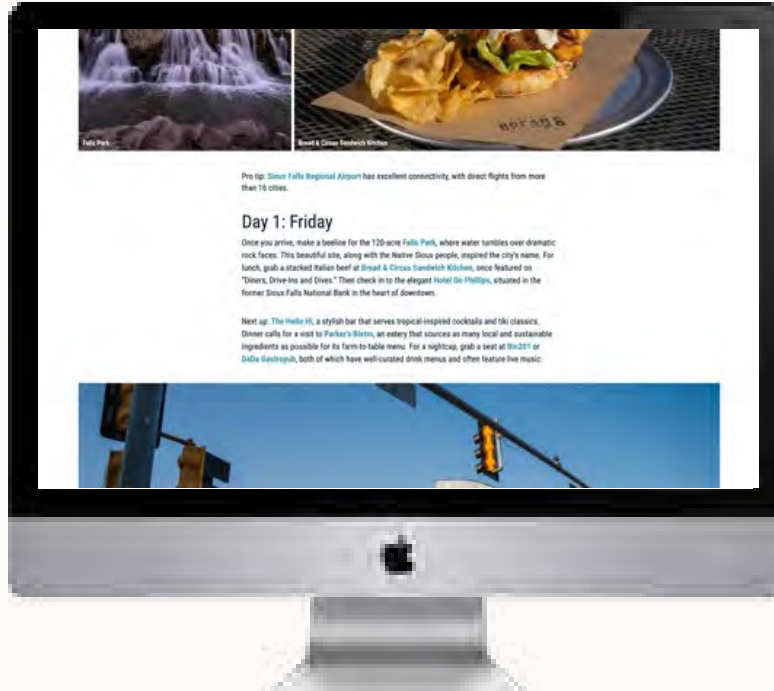 Falls Park
Bread & Circus Sandwich Kitchen
Pro tip: Sioux Falls Regional Airport has excellent connectivity, with direct flights from more
than 16 cities.
Day 1: Friday
Once you arrive, make a beeline for the 120-acre Falls Park, where water tumbles over dramatic
rock faces. This beautiful site, along with the Native Sioux people, inspired the city's name. For
lunch, grab a stacked Italian beef at Bread & Circus Sandwich Kitchen, once featured on
"Diners, Drive-Ins and Dives." Then check in to the elegant Hotel On Phillips, situated in the
former Sioux Falls National Bank in the heart of downtown.
Next up: The Hello Hi, a stylish bar that serves tropical-inspired cocktails and tiki classics.
Dinner calls for a visit to Parker's Bistro, an eatery that sources as many local and sustainable
ingredients as possible for its farm-to-table menu. For a nightcap, grab a seat at Bin201 or
DaDa Gastropub, both of which have well-curated drink menus and often feature live music.